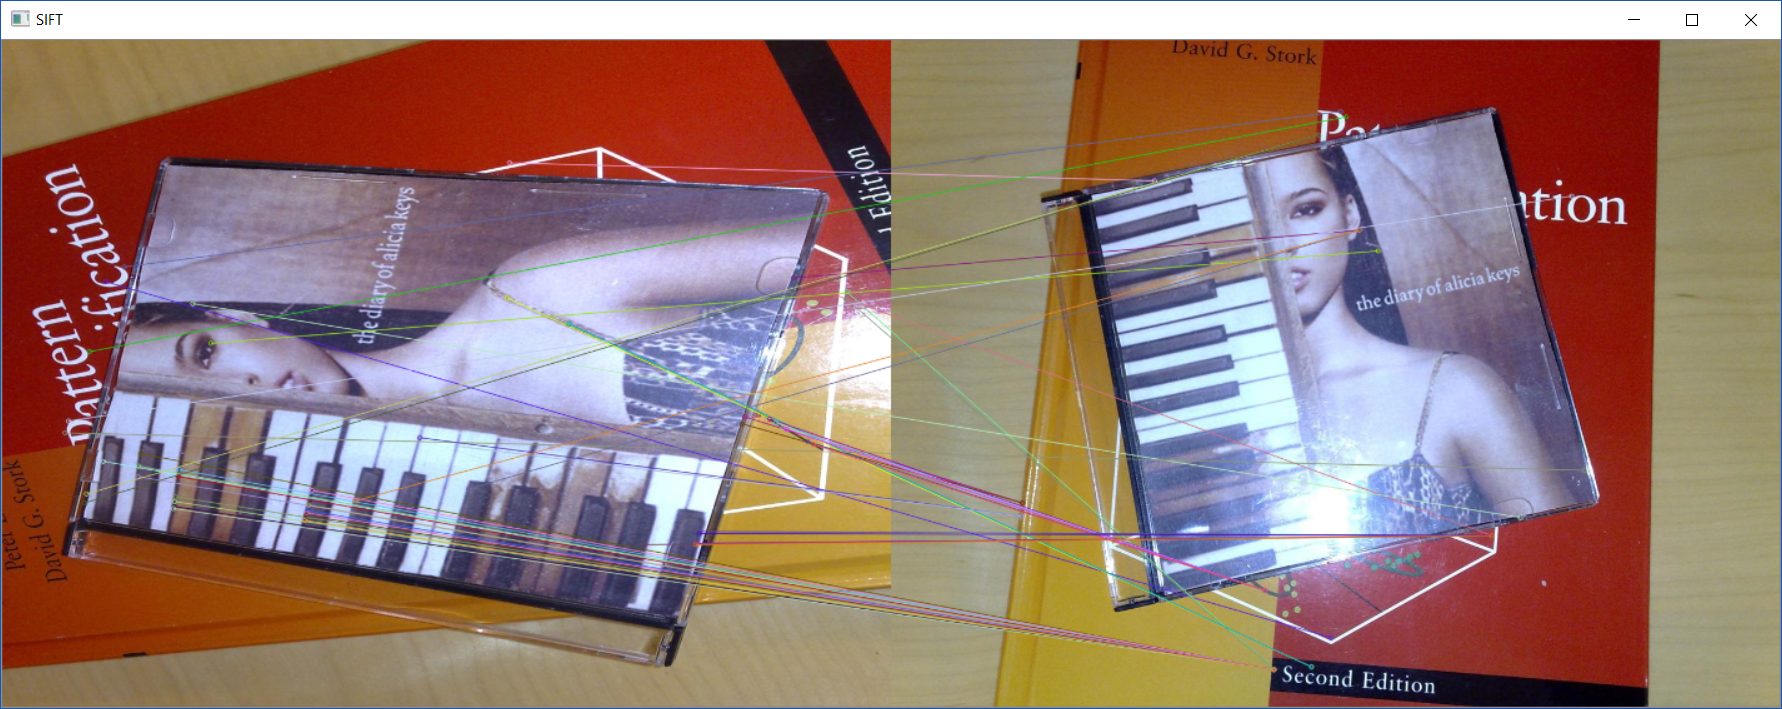 SIFT
Pattern
ification
the diary of alicia keys
Edition
David G. Stork
David G. Stork
Pat
ation
the diary of alicia keys
Second Edition